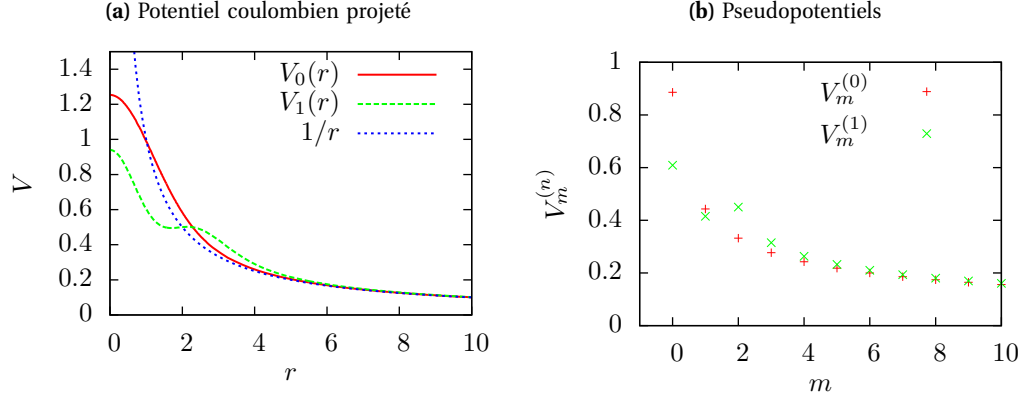 (a) Potentiel coulombien projeté
V
1.4
1.2
1
0.8
0.6
0.4
0.2
0
0 2 4 6 8 10
r
V_0(r)
V_1(r)
1/r
(b) Pseudopotentiels
V_m^{(n)}
1
0.8
0.6
0.4
0.2
0
0 2 4 6 8 10
m
V_m^{(0)}
V_m^{(1)}